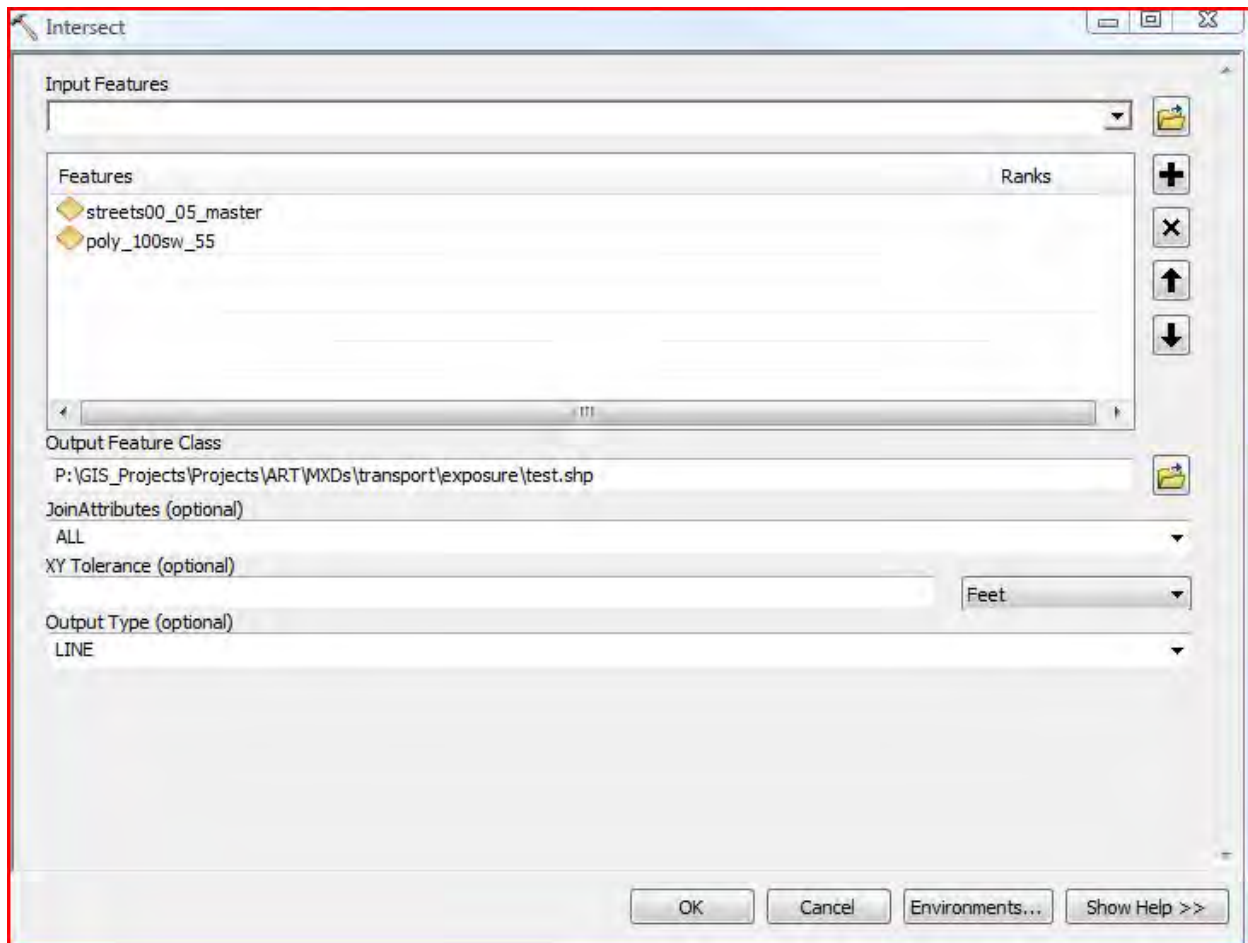 Intersect
Input Features
Features Ranks
streets00_05_master
poly_100sw_55
Output Feature Class
P:\GIS_Projects\Projects\ART\MXDs\transport\exposure\test.shp
JoinAttributes (optional)
ALL
XY Tolerance (optional)
Feet
Output Type (optional)
LINE
OK Cancel Environments... Show Help >>